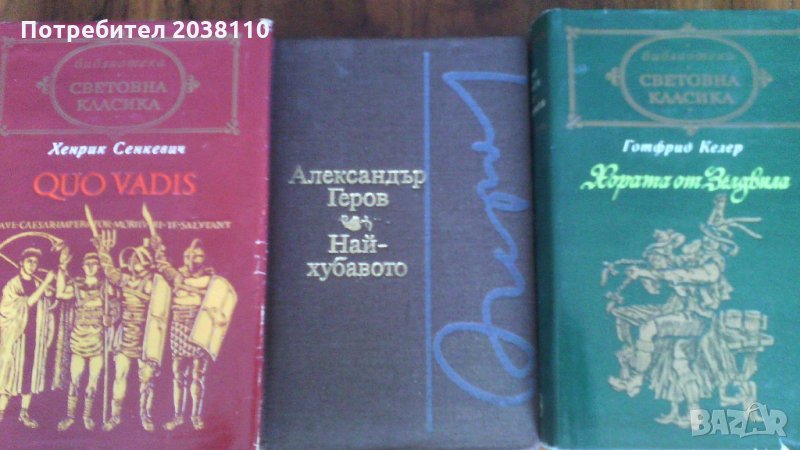 Потребител 2038110
библиотека
СВЕТОВНА
КЛАСИКА
Хенрик Сенкевич
QUO VADIS
AVE CAESAR IMPERATOR MORITURI TE SALUTANT
Александър
Геров
Най-
хубавото
библиотека
СВЕТОВНА
КЛАСИКА
Готфрид Келер
Хората от Зелдвила
BAZAR